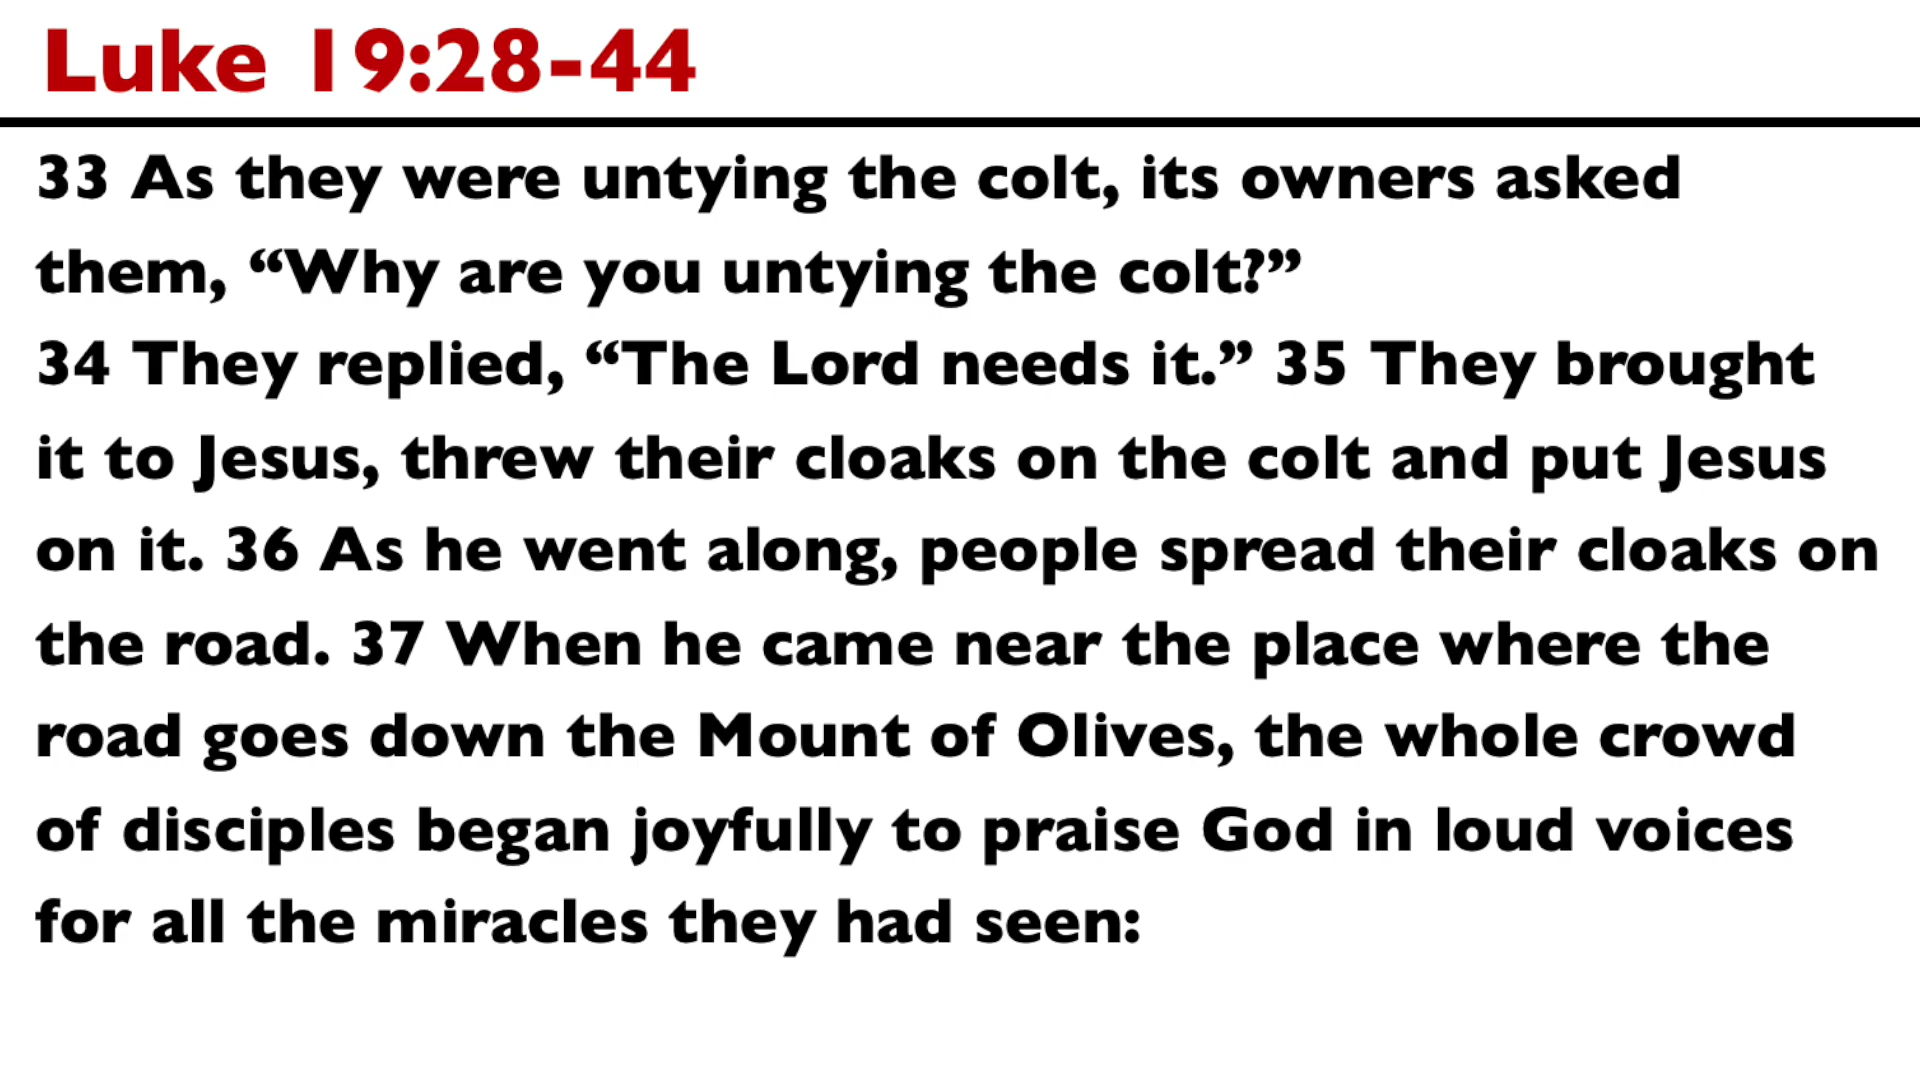 Luke 19:28-44
33 As they were untying the colt, its owners asked
them, “Why are you untying the colt?”
34 They replied, “The Lord needs it.” 35 They brought
it to Jesus, threw their cloaks on the colt and put Jesus
on it. 36 As he went along, people spread their cloaks on
the road. 37 When he came near the place where the
road goes down the Mount of Olives, the whole crowd
of disciples began joyfully to praise God in loud voices
for all the miracles they had seen: